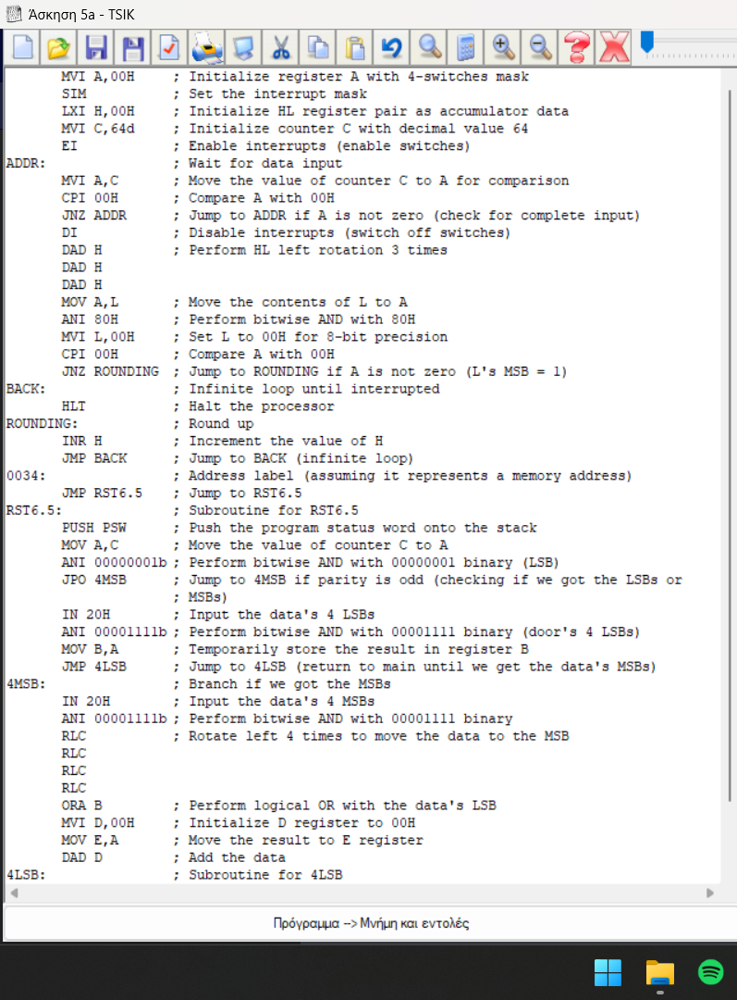 Άσκηση 5a - TSIK
MVI A,00H ; Initialize register A with 4-switches mask
SIM ; Set the interrupt mask
LXI H,00H ; Initialize HL register pair as accumulator data
MVI C,64d ; Initialize counter C with decimal value 64
EI ; Enable interrupts (enable switches)
ADDR: ; Wait for data input
MVI A,C ; Move the value of counter C to A for comparison
CPI 00H ; Compare A with 00H
JNZ ADDR ; Jump to ADDR if A is not zero (check for complete input)
DI ; Disable interrupts (switch off switches)
DAD H ; Perform HL left rotation 3 times
DAD H
DAD H
MOV A,L ; Move the contents of L to A
ANI 80H ; Perform bitwise AND with 80H
MVI L,00H ; Set L to 00H for 8-bit precision
CPI 00H ; Compare A with 00H
JNZ ROUNDING ; Jump to ROUNDING if A is not zero (L's MSB = 1)
BACK: ; Infinite loop until interrupted
HLT ; Halt the processor
ROUNDING: ; Round up
INR H ; Increment the value of H
JMP BACK ; Jump to BACK (infinite loop)
0034: ; Address label (assuming it represents a memory address)
JMP RST6.5 ; Jump to RST6.5
RST6.5: ; Subroutine for RST6.5
PUSH PSW ; Push the program status word onto the stack
MOV A,C ; Move the value of counter C to A
ANI 00000001b ; Perform bitwise AND with 00000001 binary (LSB)
JPO 4MSB ; Jump to 4MSB if parity is odd (checking if we got the LSBs or
; MSBs)
IN 20H ; Input the data's 4 LSBs
ANI 00001111b ; Perform bitwise AND with 00001111 binary (door's 4 LSBs)
MOV B,A ; Temporarily store the result in register B
JMP 4LSB ; Jump to 4LSB (return to main until we get the data's MSBs)
4MSB: ; Branch if we got the MSBs
IN 20H ; Input the data's 4 MSBs
ANI 00001111b ; Perform bitwise AND with 00001111 binary
RLC ; Rotate left 4 times to move the data to the MSB
RLC
RLC
RLC
ORA B ; Perform logical OR with the data's LSB
MVI D,00H ; Initialize D register to 00H
MOV E,A ; Move the result to E register
DAD D ; Add the data
4LSB: ; Subroutine for 4LSB
Πρόγραμμα --> Μνήμη και εντολές